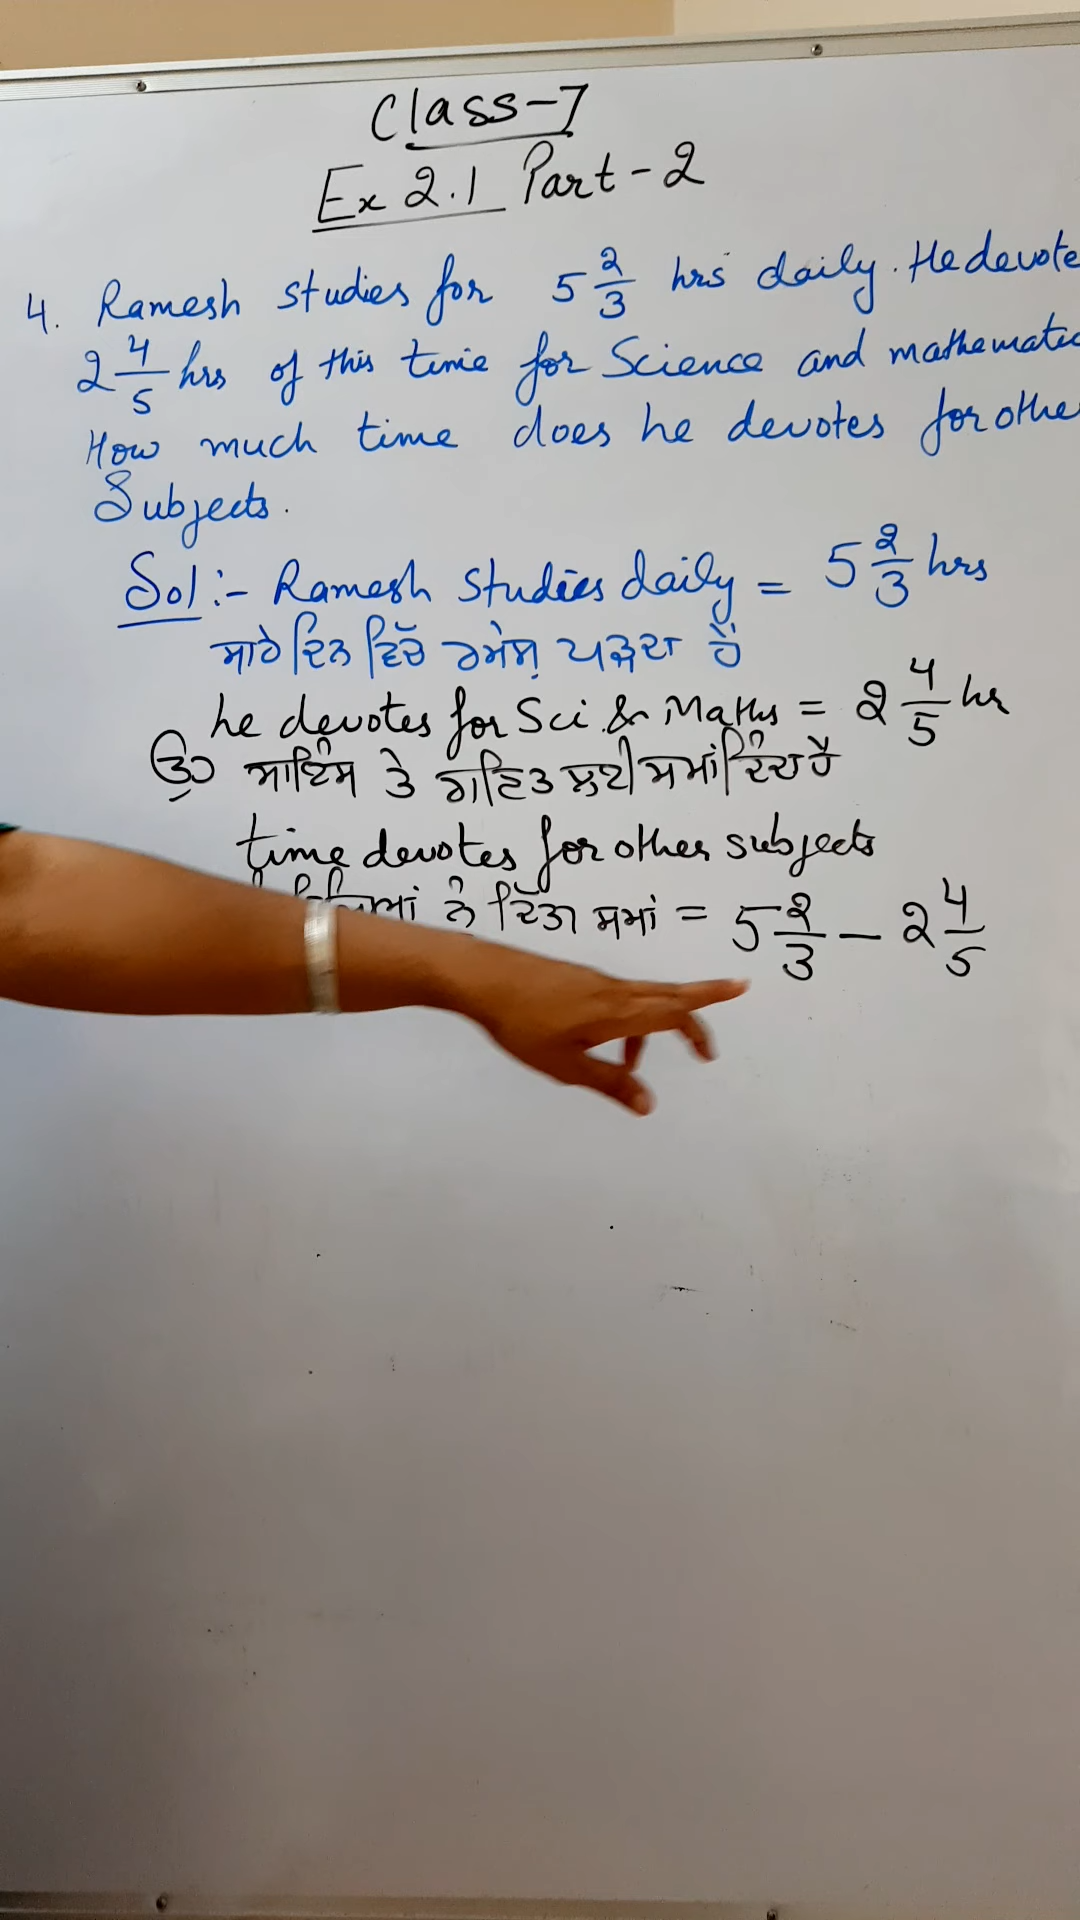 Class-7
Ex 2.1 Part-2
4. Ramesh studies for 5 2/3 hrs daily. He devote
2 4/5 hrs of this time for Science and mathematic
How much time does he devotes for othe
Subjects.
Sol:- Ramesh Studies daily = 5 2/3 hrs
ਸਾਰੇ ਦਿਨ ਵਿੱਚ ਰਮੇਸ਼ ਪੜ੍ਹਦਾ ਹੈ
he devotes for Sci & Maths = 2 4/5 hr
ਸਾਇੰਸ ਤੇ ਗਣਿਤ ਲਈ ਸਮਾਂ ਦਿੰਦਾ ਹੈ
time devotes for other subjects
ਨੂੰ ਦਿੱਤਾ ਸਮਾਂ = 5 2/3 - 2 4/5